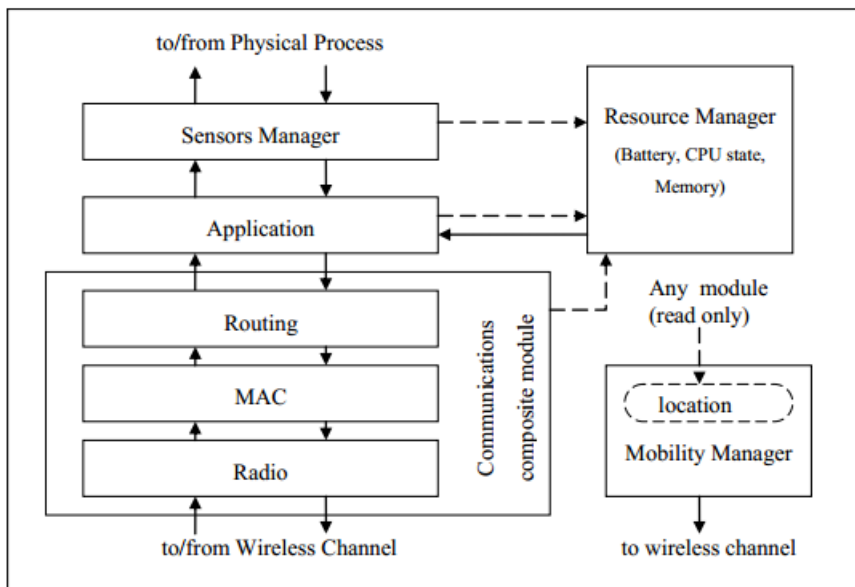 to/from Physical Process
Sensors Manager
Resource Manager
(Battery, CPU state,
Memory)
Application
Any module
(read only)
Routing
MAC
Radio
Communications
composite module
location
Mobility Manager
to/from Wireless Channel
to wireless channel